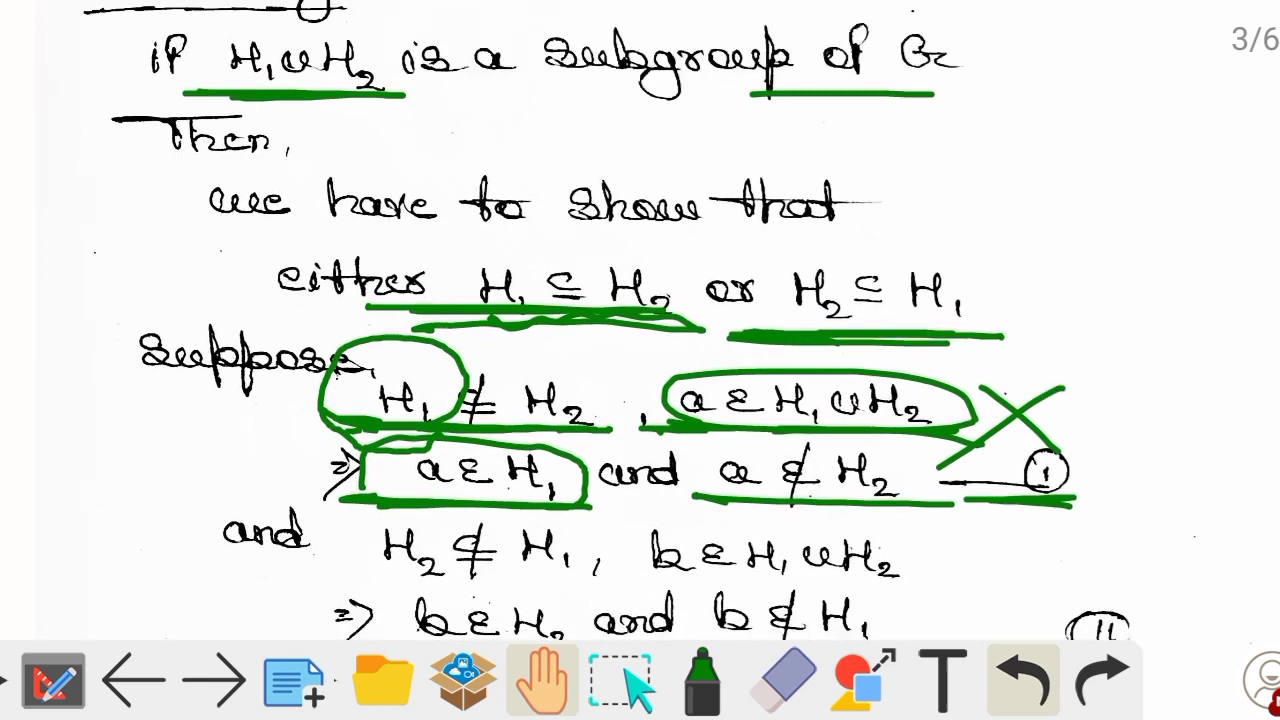 3/6
if H₁∪H₂ is a subgroup of G
Then,
we have to show that
either H₁ ⊆ H₂ or H₂ ⊆ H₁
Suppose,
H₁ ⊈ H₂ , a ∈ H₁∪H₂
⇒ a ∈ H₁ and a ∉ H₂ — ①
and H₂ ⊈ H₁ , b ∈ H₁∪H₂
⇒ b ∈ H₂ and b ∉ H₁ II
T